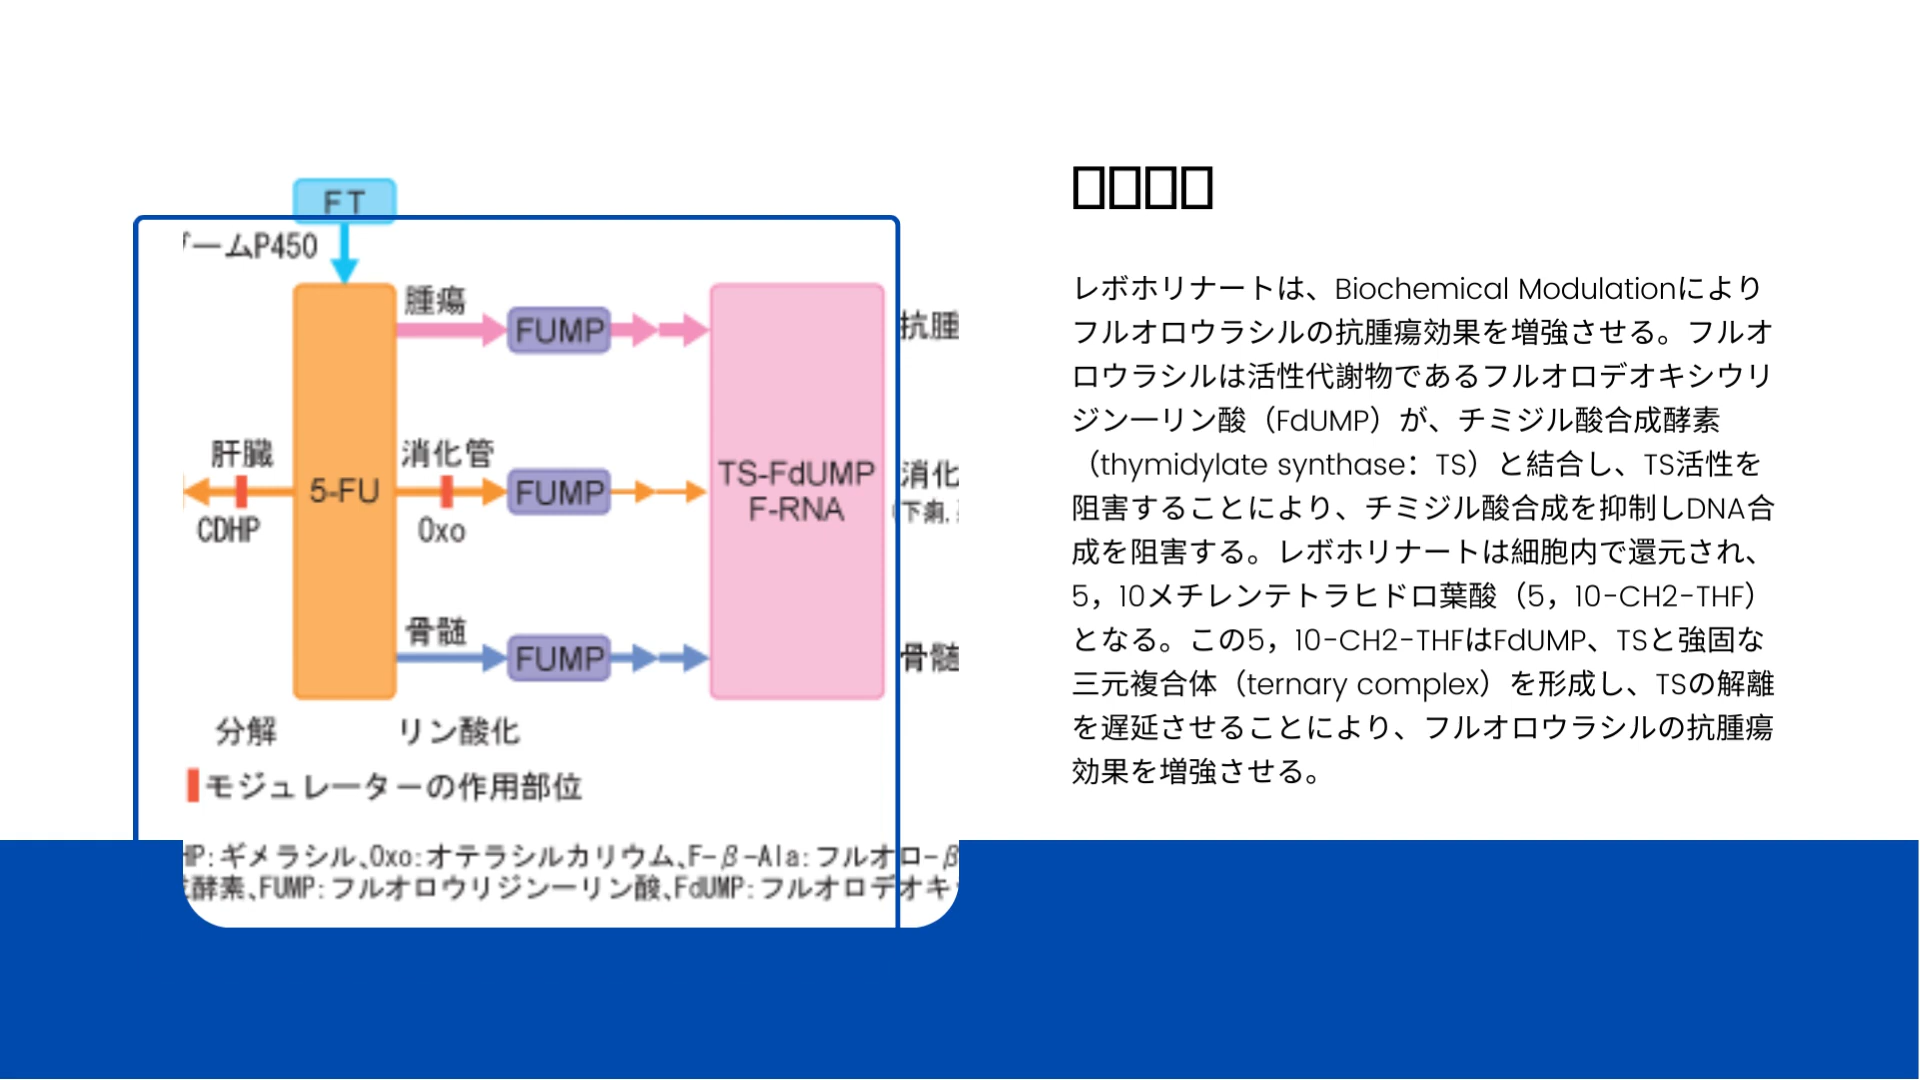 FT
ームP450
腫瘍
FUMP
抗腫
肝臓
消化管
5-FU
FUMP
TS-FdUMP
F-RNA
消化
CDHP
Oxo
(下痢,
骨髄
FUMP
骨髄
分解
リン酸化
モジュレーターの作用部位
HP:ギメラシル、Oxo:オテラシルカリウム、F-β-Ala:フルオロ-β
酵素、FUMP:フルオロウリジン一リン酸、FdUMP:フルオロデオキ
レボホリナートは、Biochemical Modulationにより
フルオロウラシルの抗腫瘍効果を増強させる。フルオ
ロウラシルは活性代謝物であるフルオロデオキシウリ
ジン一リン酸（FdUMP）が、チミジル酸合成酵素
（thymidylate synthase：TS）と結合し、TS活性を
阻害することにより、チミジル酸合成を抑制しDNA合
成を阻害する。レボホリナートは細胞内で還元され、
5，10メチレンテトラヒドロ葉酸（5，10-CH2-THF）
となる。この5，10-CH2-THFはFdUMP、TSと強固な
三元複合体（ternary complex）を形成し、TSの解離
を遅延させることにより、フルオロウラシルの抗腫瘍
効果を増強させる。